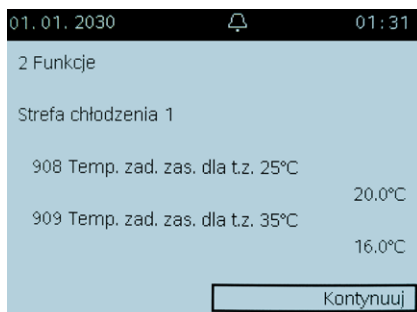 01.01.2030 01:31
2 Funkcje
Strefa chłodzenia 1
908 Temp. zad. zas. dla t.z. 25°C
20.0°C
909 Temp. zad. zas. dla t.z. 35°C
16.0°C
Kontynuuj